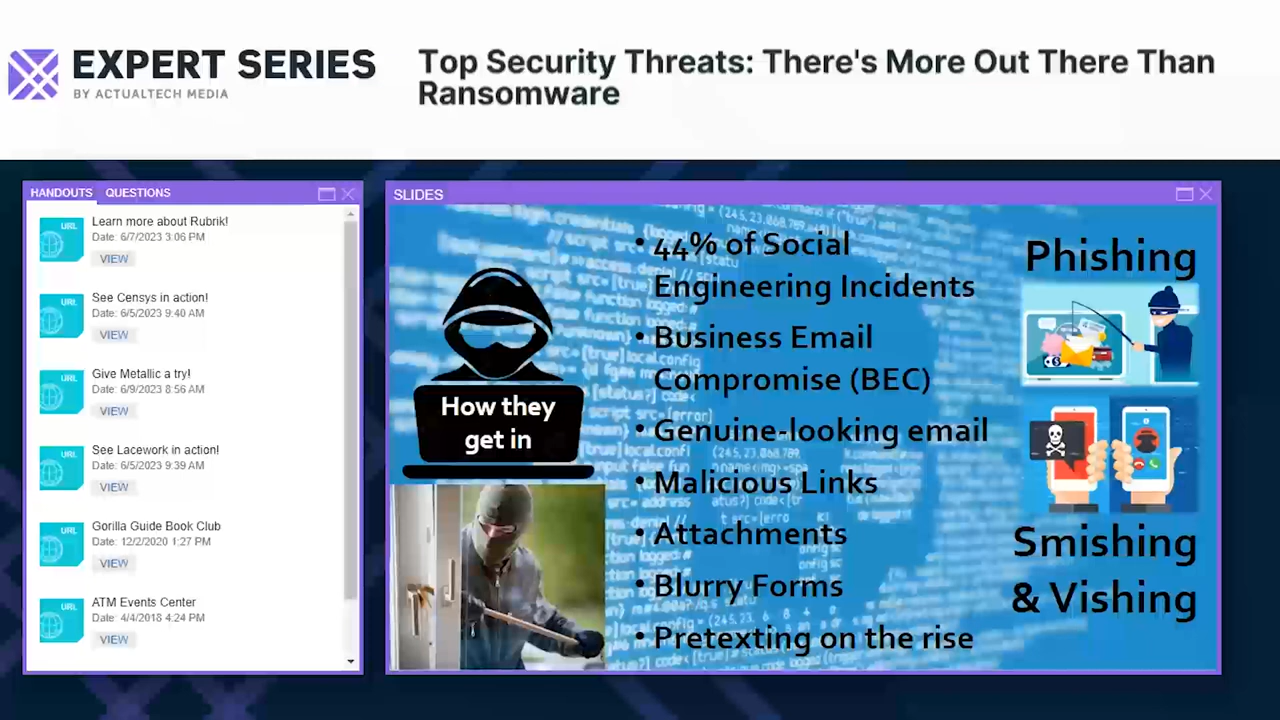 EXPERT SERIES
BY ACTUALTECH MEDIA
Top Security Threats: There's More Out There Than
Ransomware
HANDOUTS QUESTIONS
URL
Learn more about Rubrik!
Date: 6/7/2023 3:06 PM
VIEW
URL
See Censys in action!
Date: 6/5/2023 9:40 AM
VIEW
URL
Give Metallic a try!
Date: 6/9/2023 8:56 AM
VIEW
URL
See Lacework in action!
Date: 6/5/2023 9:39 AM
VIEW
URL
Gorilla Guide Book Club
Date: 12/2/2020 1:27 PM
VIEW
URL
ATM Events Center
Date: 4/4/2018 4:24 PM
VIEW
SLIDES
How they
get in
• 44% of Social
Engineering Incidents
• Business Email
Compromise (BEC)
• Genuine-looking email
• Malicious Links
• Attachments
• Blurry Forms
• Pretexting on the rise
Phishing
Smishing
& Vishing